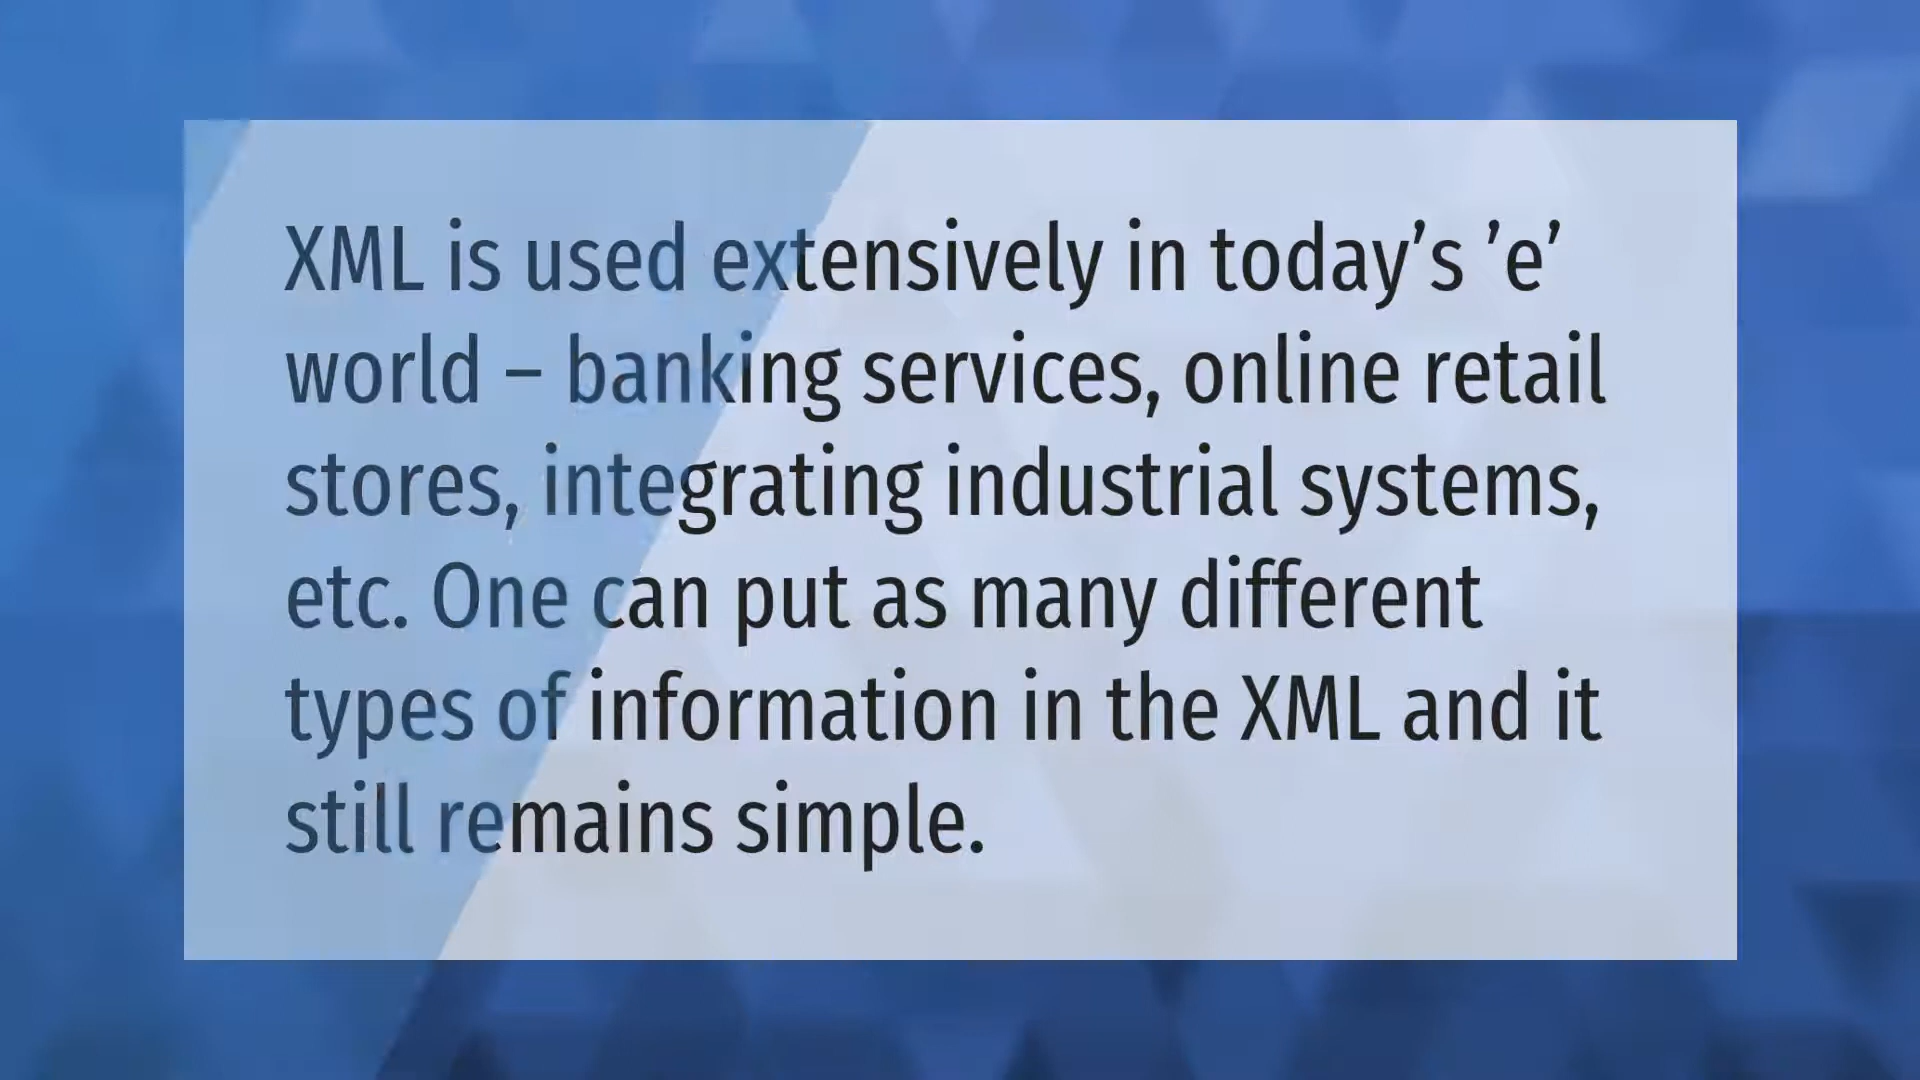 XML is used extensively in today’s ’e’
world – banking services, online retail
stores, integrating industrial systems,
etc. One can put as many different
types of information in the XML and it
still remains simple.